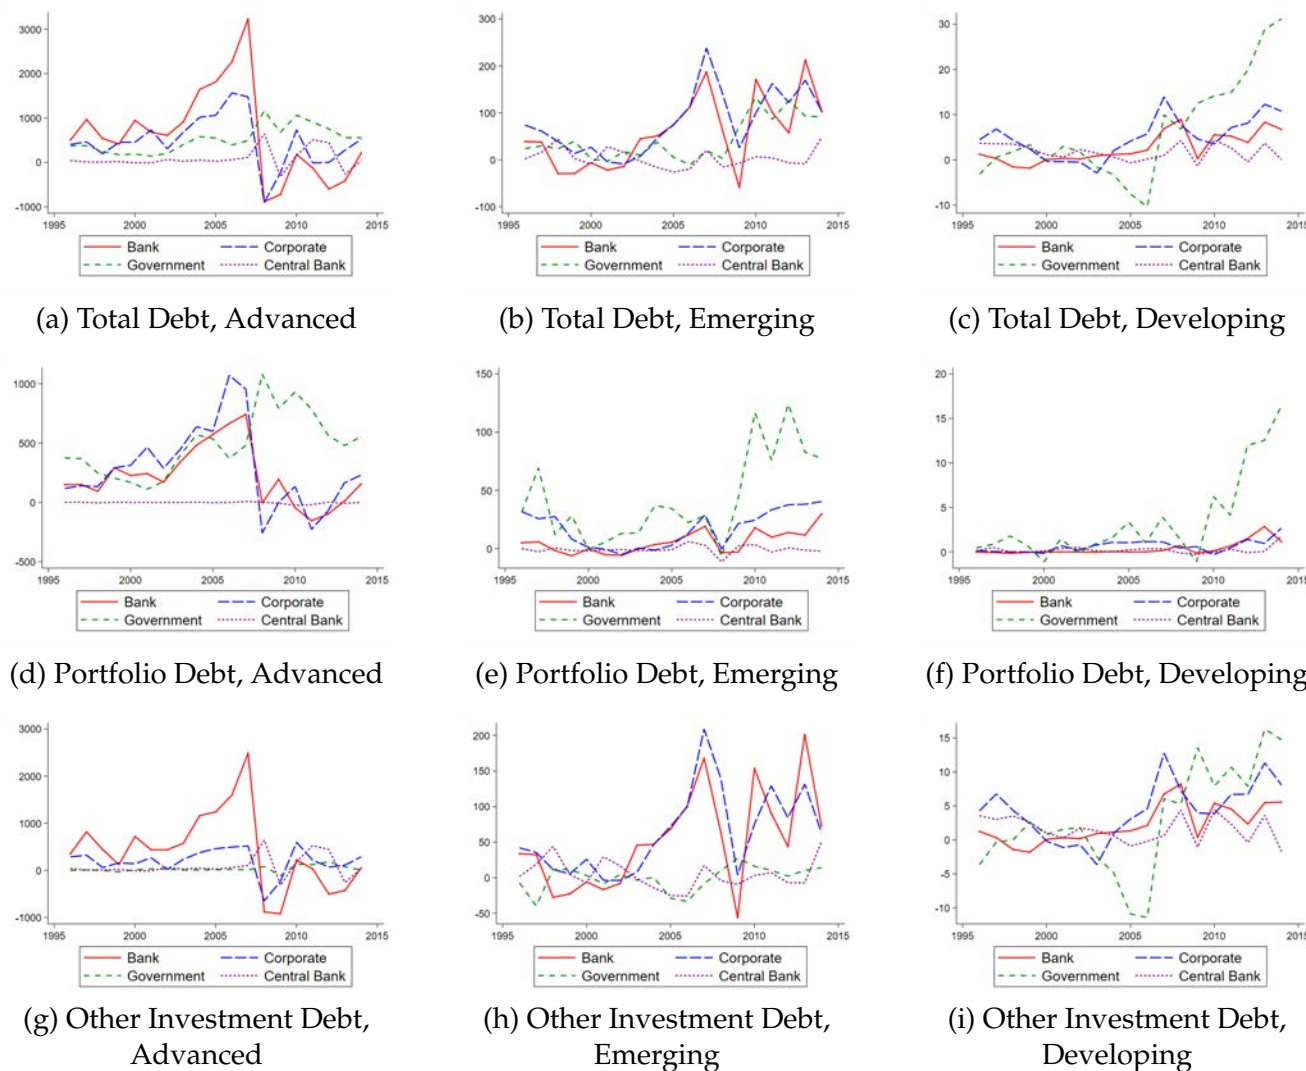 3000
2000
1000
0
-1000
1995 2000 2005 2010 2015
Bank Corporate
Government Central Bank
(a) Total Debt, Advanced
300
200
100
0
-100
1995 2000 2005 2010 2015
Bank Corporate
Government Central Bank
(b) Total Debt, Emerging
30
20
10
0
-10
1995 2000 2005 2010 2015
Bank Corporate
Government Central Bank
(c) Total Debt, Developing
1000
500
0
-500
1995 2000 2005 2010 2015
Bank Corporate
Government Central Bank
(d) Portfolio Debt, Advanced
150
100
50
0
1995 2000 2005 2010 2015
Bank Corporate
Government Central Bank
(e) Portfolio Debt, Emerging
20
15
10
5
0
1995 2000 2005 2010 2015
Bank Corporate
Government Central Bank
(f) Portfolio Debt, Developing
3000
2000
1000
0
-1000
1995 2000 2005 2010 2015
Bank Corporate
Government Central Bank
(g) Other Investment Debt,
Advanced
200
150
100
50
0
-50
1995 2000 2005 2010 2015
Bank Corporate
Government Central Bank
(h) Other Investment Debt,
Emerging
15
10
5
0
-5
-10
1995 2000 2005 2010 2015
Bank Corporate
Government Central Bank
(i) Other Investment Debt,
Developing